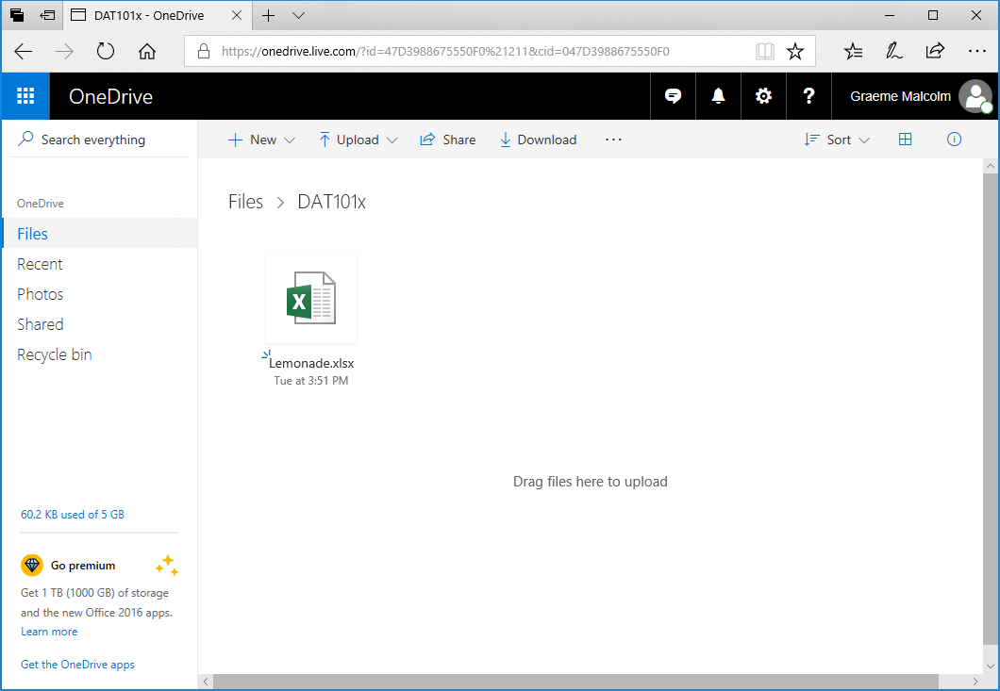 DAT101x - OneDrive
https://onedrive.live.com/?id=47D3988675550F0%21211&cid=047D3988675550F0
OneDrive
?
Graeme Malcolm
Search everything
New
Upload
Share
Download
...
Sort
Files > DAT101x
OneDrive
Files
Recent
Photos
Shared
Recycle bin
X
Lemonade.xlsx
Tue at 3:51 PM
Drag files here to upload
60.2 KB used of 5 GB
Go premium
Get 1 TB (1000 GB) of storage
and the new Office 2016 apps.
Learn more
Get the OneDrive apps